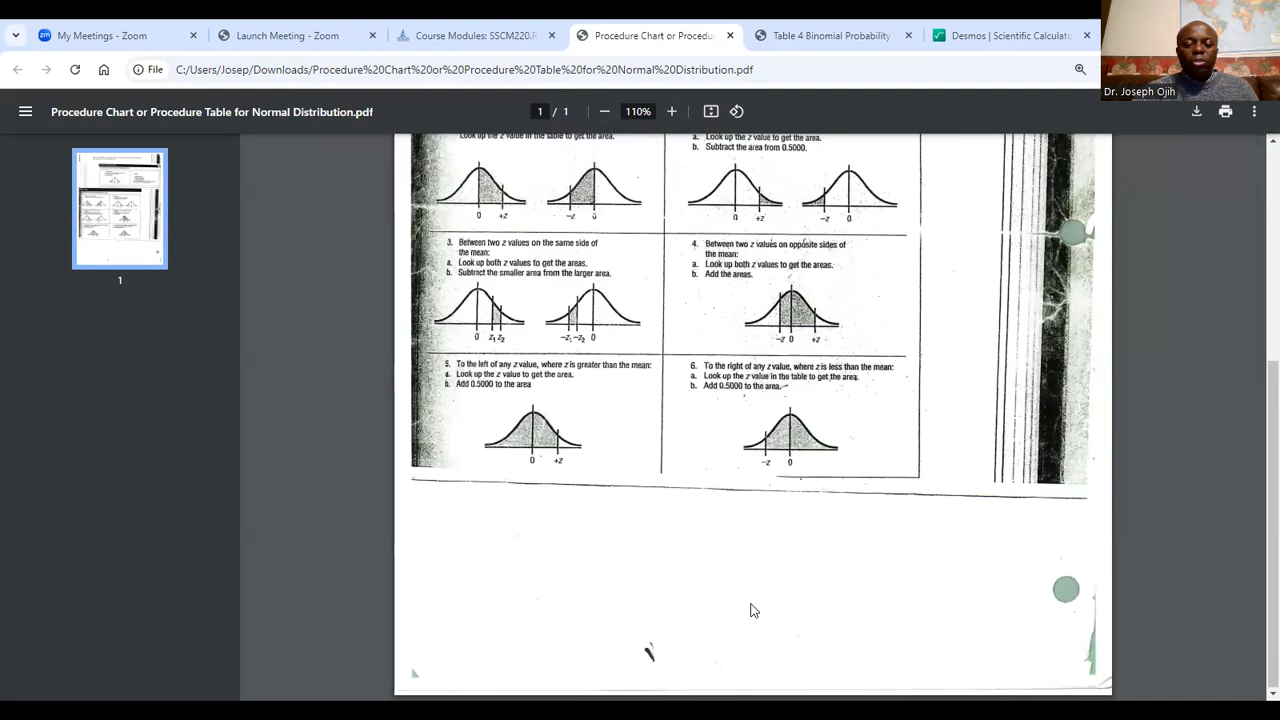 My Meetings - Zoom
Launch Meeting - Zoom
Course Modules: SSCM220.R
Procedure Chart or Procedu
Table 4 Binomial Probability
Desmos | Scientific Calculat
File
C:/Users/Josep/Downloads/Procedure%20Chart%20or%20Procedure%20Table%20for%20Normal%20Distribution.pdf
Dr. Joseph Ojih
Procedure Chart or Procedure Table for Normal Distribution.pdf
1 / 1
110%
1
Look up the z value in the table to get the area.
0 +z
-z 0
a. Look up the z value to get the area.
b. Subtract the area from 0.5000.
0 +z
-z 0
3. Between two z values on the same side of
the mean:
a. Look up both z values to get the areas.
b. Subtract the smaller area from the larger area.
0 z1 z2
-z1 -z2 0
4. Between two z values on opposite sides of
the mean:
a. Look up both z values to get the areas.
b. Add the areas.
-z 0 +z
5. To the left of any z value, where z is greater than the mean:
a. Look up the z value to get the area.
b. Add 0.5000 to the area
0 +z
6. To the right of any z value, where z is less than the mean:
a. Look up the z value in the table to get the area.
b. Add 0.5000 to the area.
-z 0